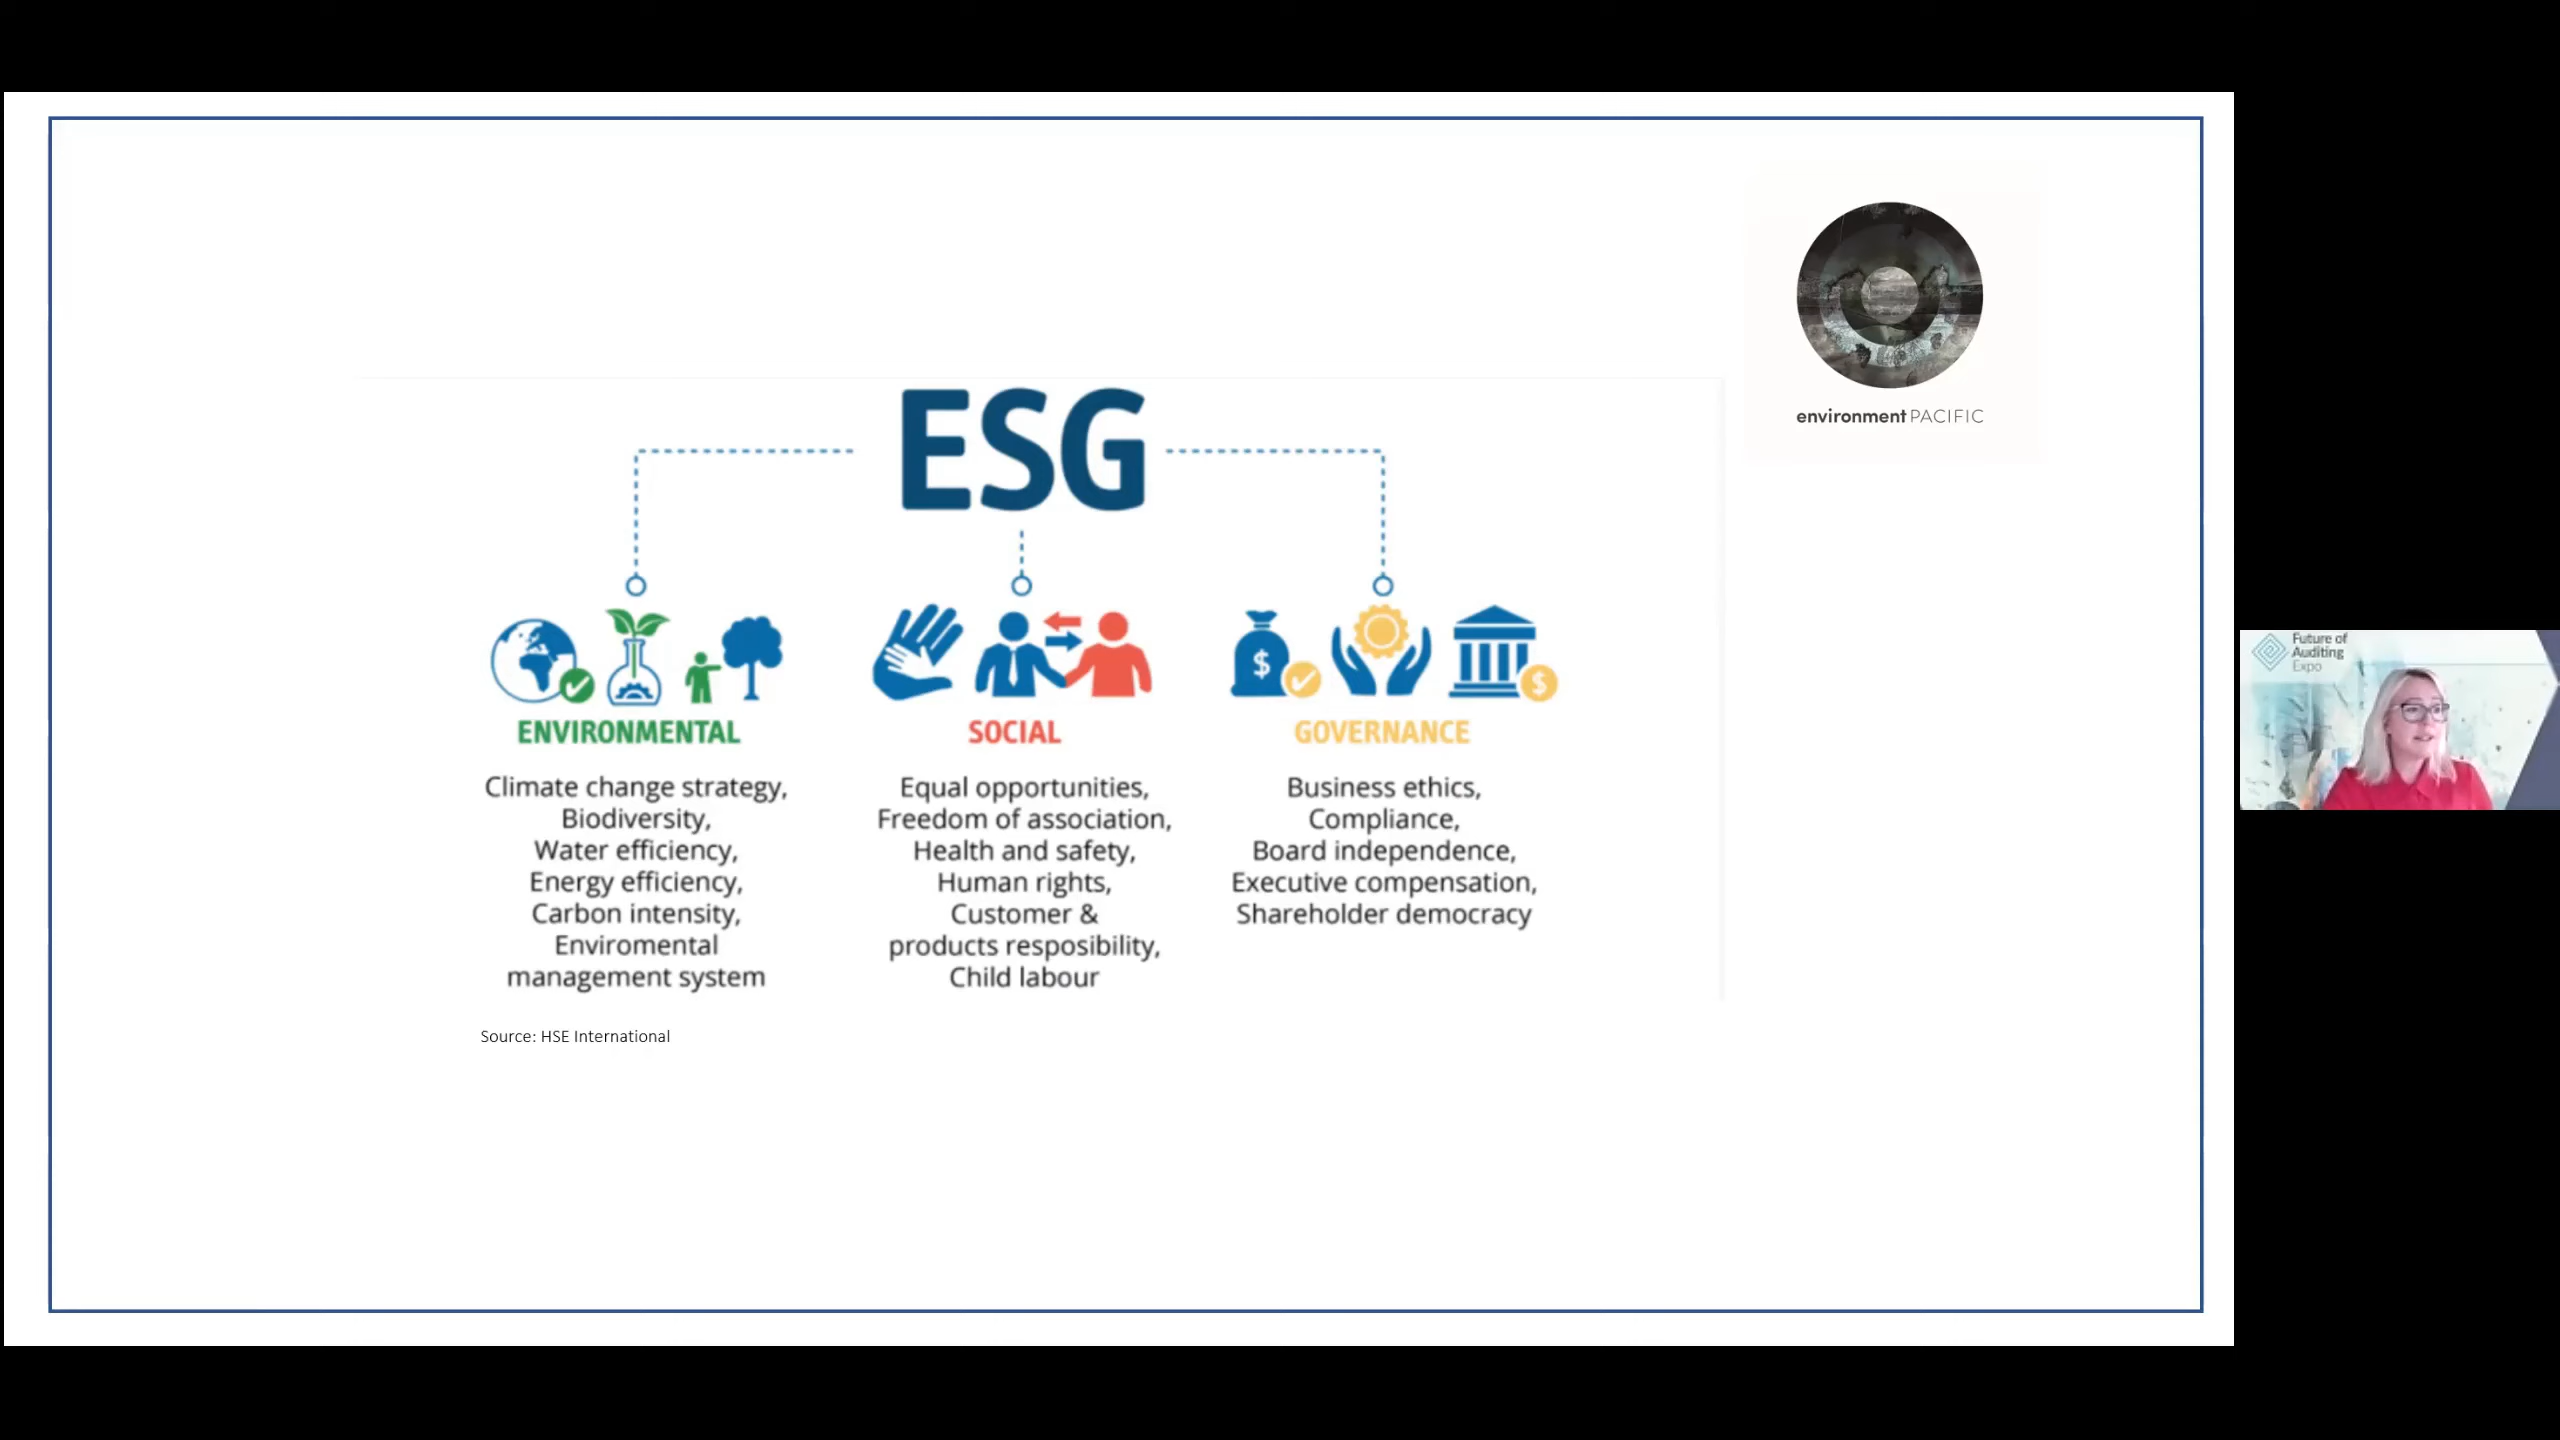 ESG
environmentPACIFIC
ENVIRONMENTAL
Climate change strategy,
Biodiversity,
Water efficiency,
Energy efficiency,
Carbon intensity,
Enviromental
management system
SOCIAL
Equal opportunities,
Freedom of association,
Health and safety,
Human rights,
Customer &
products resposibility,
Child labour
GOVERNANCE
Business ethics,
Compliance,
Board independence,
Executive compensation,
Shareholder democracy
$
$
Source: HSE International
Future of
Auditing
Expo